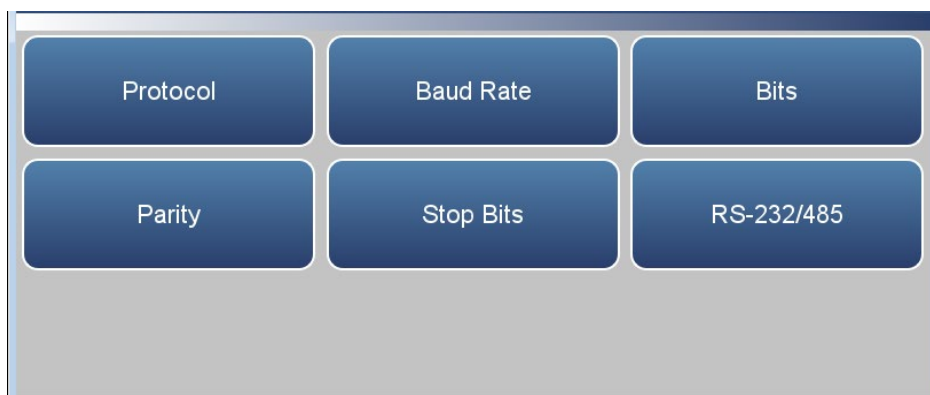 Protocol
Baud Rate
Bits
Parity
Stop Bits
RS-232/485